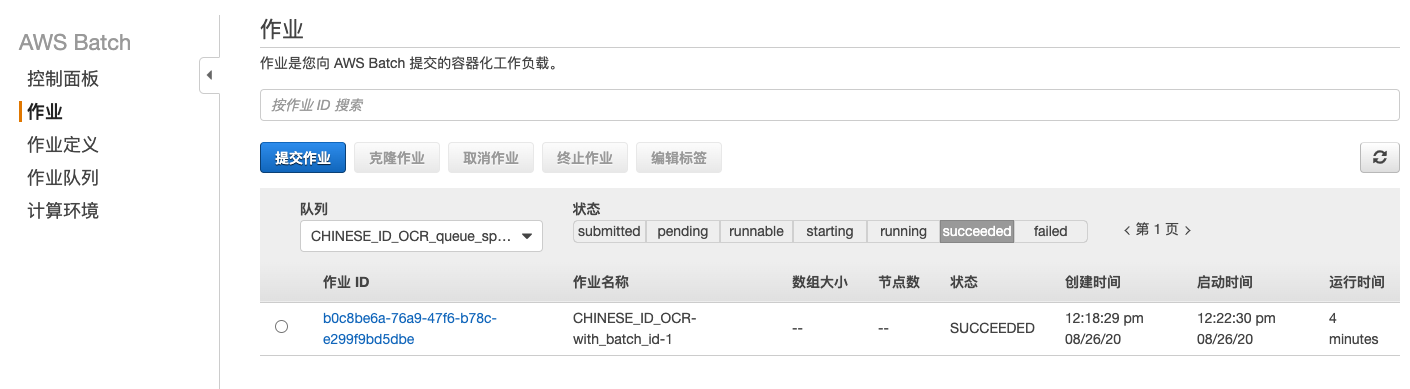 AWS Batch
控制面板
作业
作业定义
作业队列
计算环境
作业
作业是您向 AWS Batch 提交的容器化工作负载。
按作业 ID 搜索
提交作业 克隆作业 取消作业 终止作业 编辑标签
队列 状态
CHINESE_ID_OCR_queue_sp... submitted pending runnable starting running succeeded failed < 第 1 页 >
作业 ID 作业名称 数组大小 节点数 状态 创建时间 启动时间 运行时间
b0c8be6a-76a9-47f6-b78c- CHINESE_ID_OCR- -- -- SUCCEEDED 12:18:29 pm 12:22:30 pm 4
e299f9bd5dbe with_batch_id-1 08/26/20 08/26/20 minutes